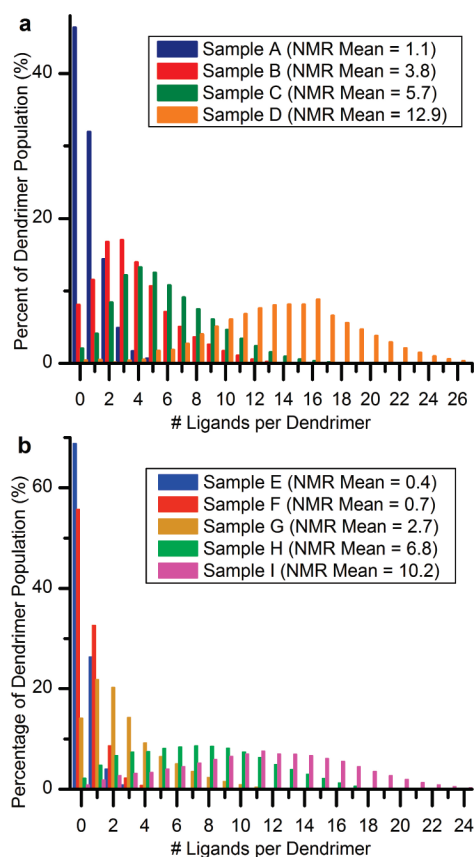 a
Percent of Dendrimer Population (%)
40
20
0
Sample A (NMR Mean = 1.1)
Sample B (NMR Mean = 3.8)
Sample C (NMR Mean = 5.7)
Sample D (NMR Mean = 12.9)
0 2 4 6 8 10 12 14 16 18 20 22 24 26
# Ligands per Dendrimer
b
Percentage of Dendrimer Population (%)
60
40
20
0
Sample E (NMR Mean = 0.4)
Sample F (NMR Mean = 0.7)
Sample G (NMR Mean = 2.7)
Sample H (NMR Mean = 6.8)
Sample I (NMR Mean = 10.2)
0 2 4 6 8 10 12 14 16 18 20 22 24
# Ligands per Dendrimer